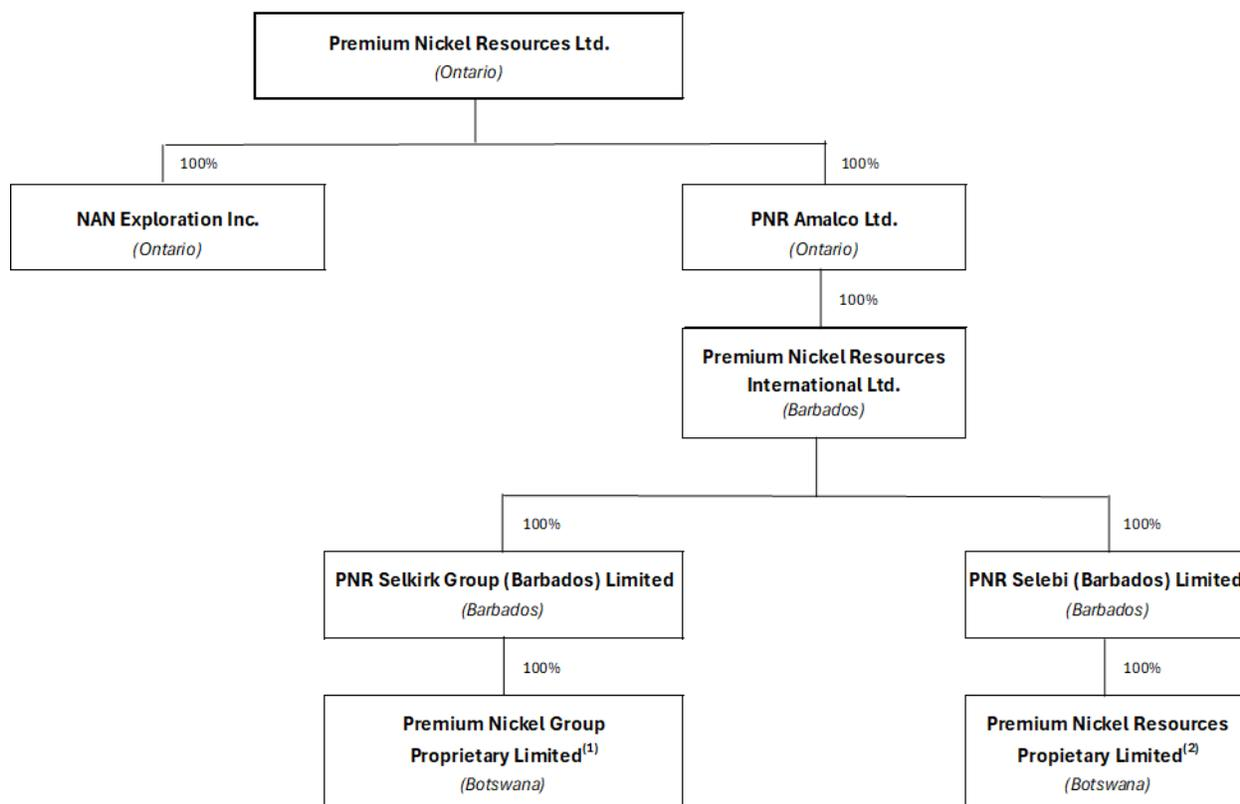 Premium Nickel Resources Ltd.
(Ontario)
100%
100%
NAN Exploration Inc.
(Ontario)
PNR Amalco Ltd.
(Ontario)
100%
Premium Nickel Resources
International Ltd.
(Barbados)
100%
100%
PNR Selkirk Group (Barbados) Limited
(Barbados)
PNR Selebi (Barbados) Limited
(Barbados)
100%
100%
Premium Nickel Group
Proprietary Limited(1)
(Botswana)
Premium Nickel Resources
Propietary Limited(2)
(Botswana)